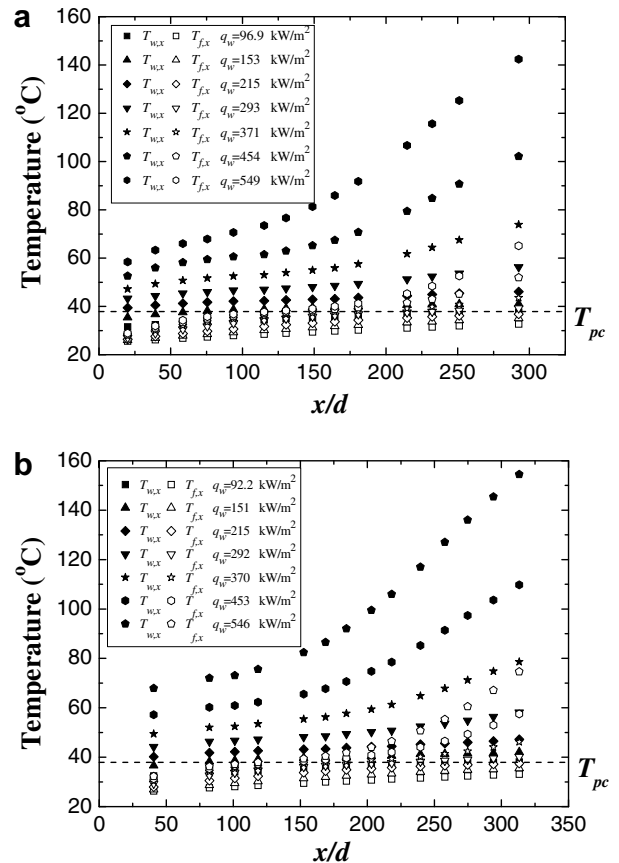 a
160
140
120
100
80
60
40
20
Temperature (°C)
T_w,x T_f,x q_w=96.9 kW/m²
T_w,x T_f,x q_w=153 kW/m²
T_w,x T_f,x q_w=215 kW/m²
T_w,x T_f,x q_w=293 kW/m²
T_w,x T_f,x q_w=371 kW/m²
T_w,x T_f,x q_w=454 kW/m²
T_w,x T_f,x q_w=549 kW/m²
T_pc
0 50 100 150 200 250 300
x/d
b
160
140
120
100
80
60
40
20
Temperature (°C)
T_w,x T_f,x q_w=92.2 kW/m²
T_w,x T_f,x q_w=151 kW/m²
T_w,x T_f,x q_w=215 kW/m²
T_w,x T_f,x q_w=292 kW/m²
T_w,x T_f,x q_w=370 kW/m²
T_w,x T_f,x q_w=453 kW/m²
T_w,x T_f,x q_w=546 kW/m²
T_pc
0 50 100 150 200 250 300 350
x/d